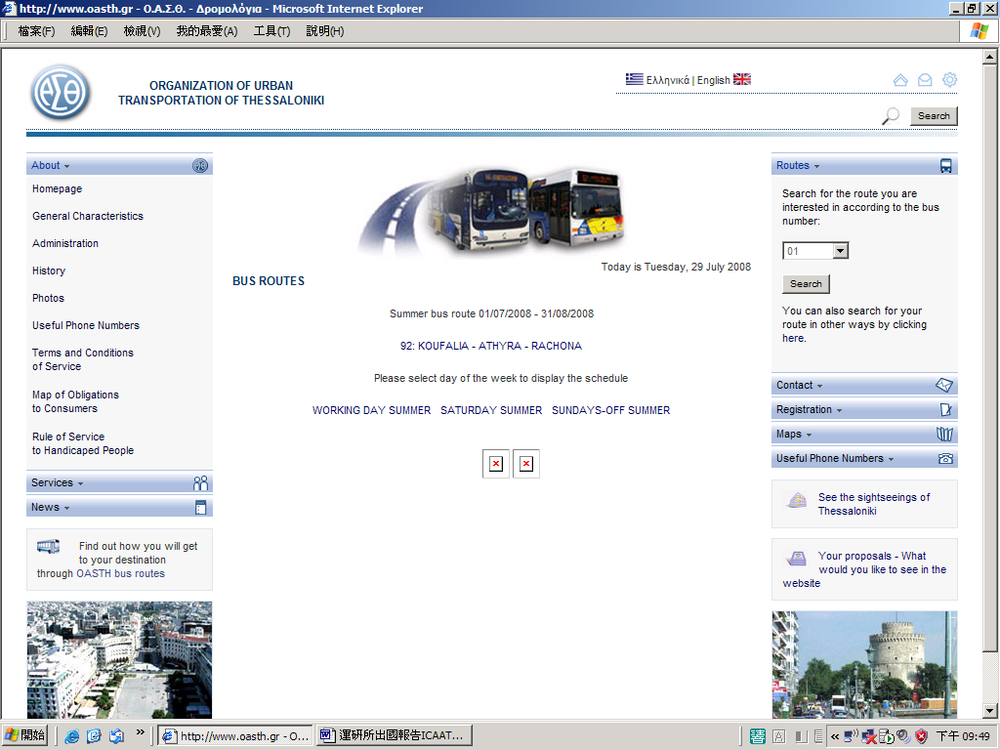 http://www.oasth.gr - Ο.Α.Σ.Θ. - Δρομολόγια - Microsoft Internet Explorer
檔案(F) 編輯(E) 檢視(V) 我的最愛(A) 工具(T) 說明(H)
ΑΣΘ
ORGANIZATION OF URBAN
TRANSPORTATION OF THESSALONIKI
Ελληνικά | English
Search
About
Homepage
General Characteristics
Administration
History
Photos
Useful Phone Numbers
Terms and Conditions
of Service
Map of Obligations
to Consumers
Rule of Service
to Handicaped People
Services
News
Find out how you will get
to your destination
through OASTH bus routes
Today is Tuesday, 29 July 2008
BUS ROUTES
Summer bus route 01/07/2008 - 31/08/2008
92: KOUFALIA - ATHYRA - RACHONA
Please select day of the week to display the schedule
WORKING DAY SUMMER SATURDAY SUMMER SUNDAYS-OFF SUMMER
Routes
Search for the route you are
interested in according to the bus
number:
01
Search
You can also search for your
route in other ways by clicking
here.
Contact
Registration
Maps
Useful Phone Numbers
See the sightseeings of
Thessaloniki
Your proposals - What
would you like to see in the
website
開始 » http://www.oasth.gr - O... 運研所出國報告ICAAT... A « 下午 09:49